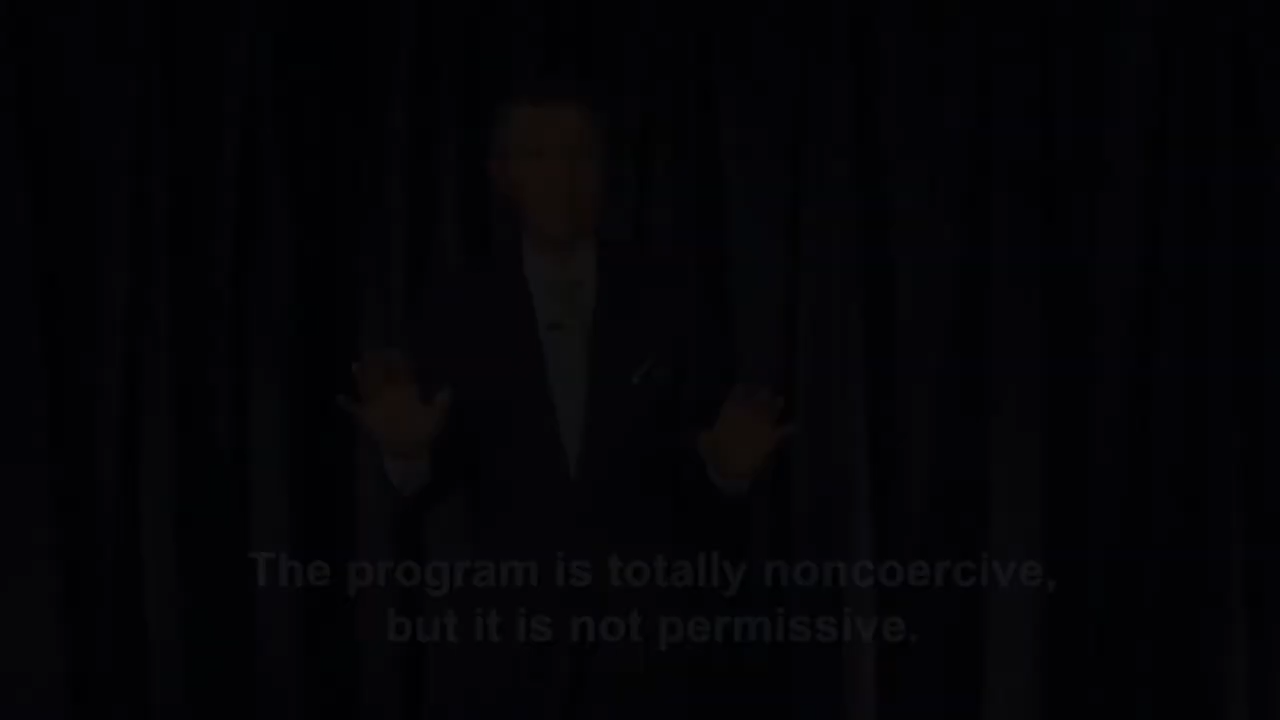 The program is totally noncoercive,
but it is not permissive.